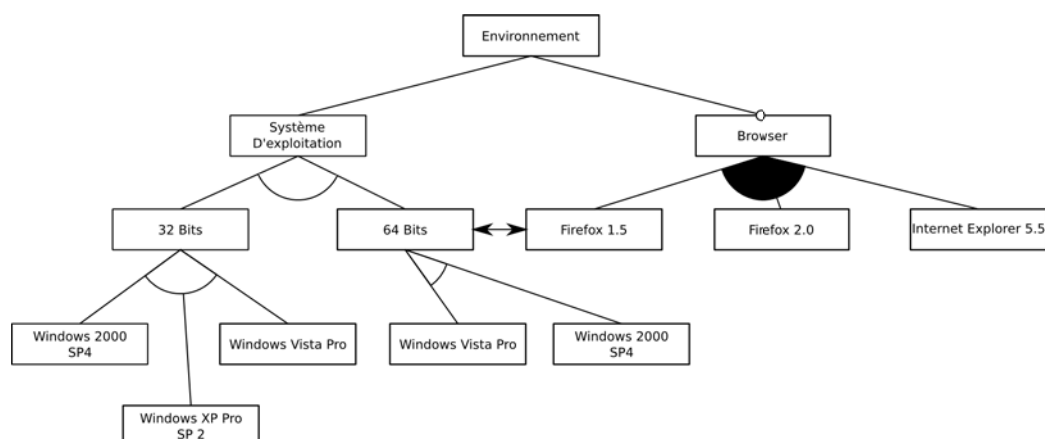 Environnement
Système
D'exploitation
Browser
32 Bits
64 Bits
Firefox 1.5
Firefox 2.0
Internet Explorer 5.5
Windows 2000
SP4
Windows Vista Pro
Windows Vista Pro
Windows 2000
SP4
Windows XP Pro
SP 2